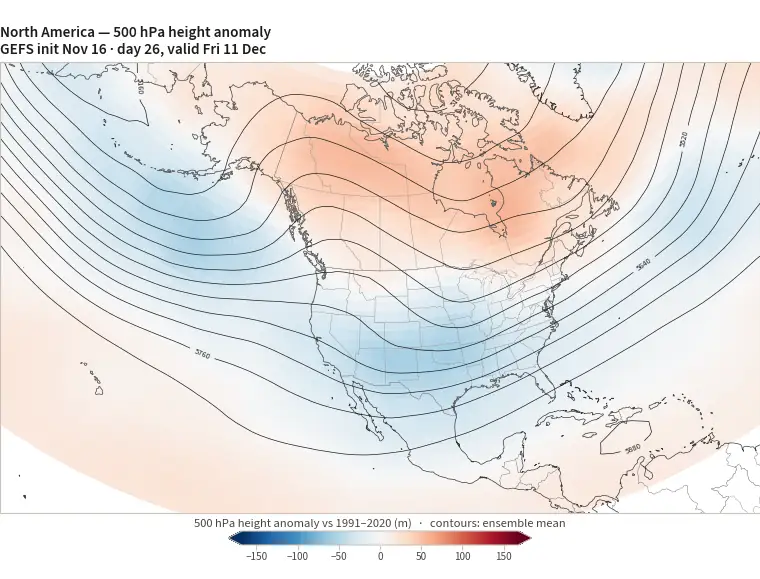 North America — 500 hPa height anomaly
GEFS init Nov 16 · day 26, valid Fri 11 Dec
5520
5640
5760
5880
500 hPa height anomaly vs 1991–2020 (m) · contours: ensemble mean
−150 −100 −50 0 50 100 150